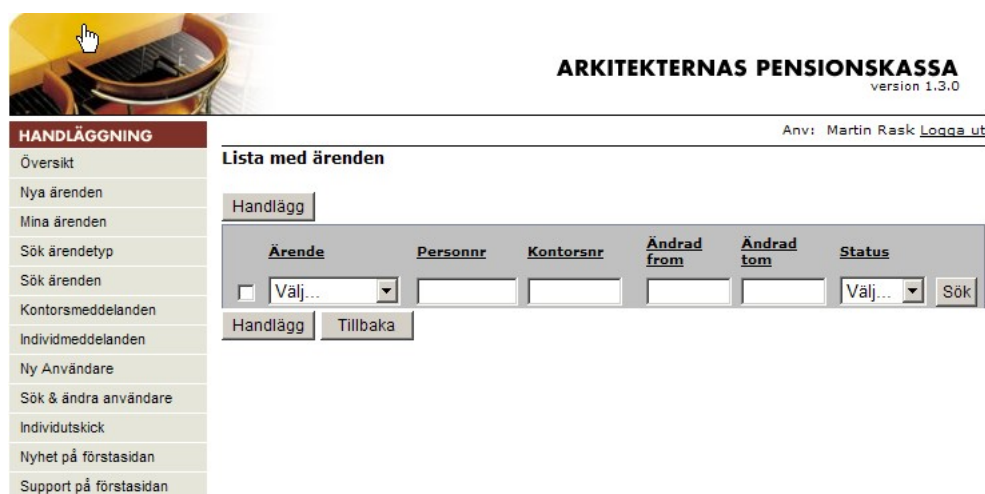 ARKITEKTERNAS PENSIONSKASSA
version 1.3.0
Anv: Martin Rask Logga ut
HANDLÄGGNING
Översikt
Nya ärenden
Mina ärenden
Sök ärendetyp
Sök ärenden
Kontorsmeddelanden
Individmeddelanden
Ny Användare
Sök & ändra användare
Individutskick
Nyhet på förstasidan
Support på förstasidan
Lista med ärenden
Handlägg
Ärende Personnr Kontorsnr Ändrad from Ändrad tom Status
Välj... Välj... Sök
Handlägg Tillbaka